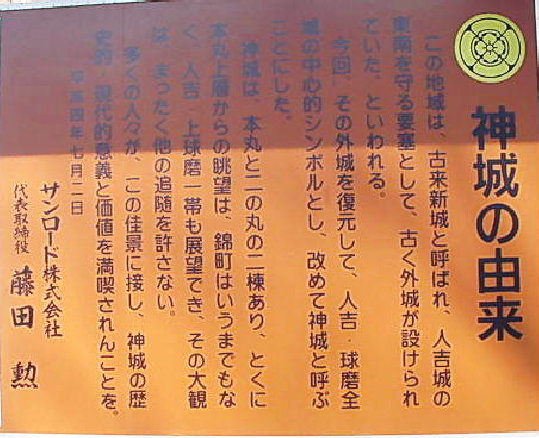 神城の由来
この地域は、古来新城と呼ばれ、人吉城の
東南を守る要塞として、古く外城が設けられ
ていた、といわれる。
今回、その外城を復元して、人吉・球磨全
城の中心的シンボルとし、改めて神城と呼ぶ
ことにした。
神城は、本丸と二の丸の二棟あり、とくに
本丸上層からの眺望は、錦町はいうまでもな
く、人吉 上球磨一帯も展望でき、その大観
は、まったく他の追随を許さない。
多くの人々が、この佳景に接し、神城の歴
史的 現代的意義と価値を満喫されんことを。
平成四年七月二日
サンロード株式会社
代表取締役 藤田 勲